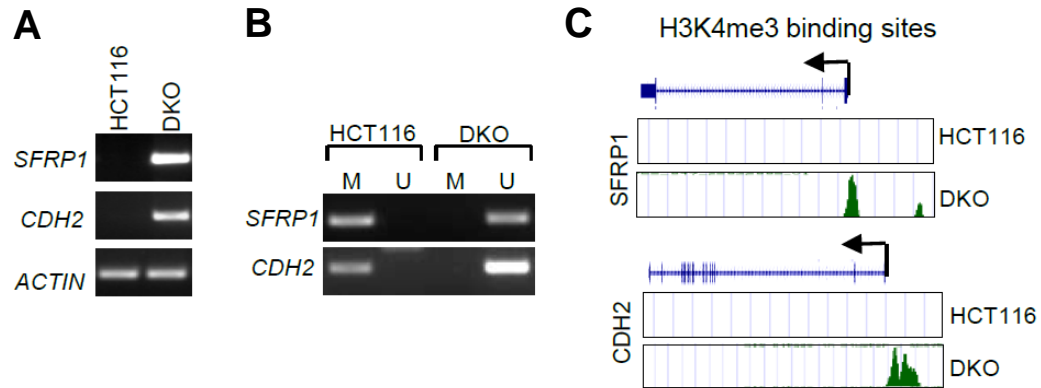 A
HCT116
DKO
SFRP1
CDH2
ACTIN
B
HCT116 DKO
M U M U
SFRP1
CDH2
C
H3K4me3 binding sites
SFRP1
HCT116
DKO
CDH2
HCT116
DKO